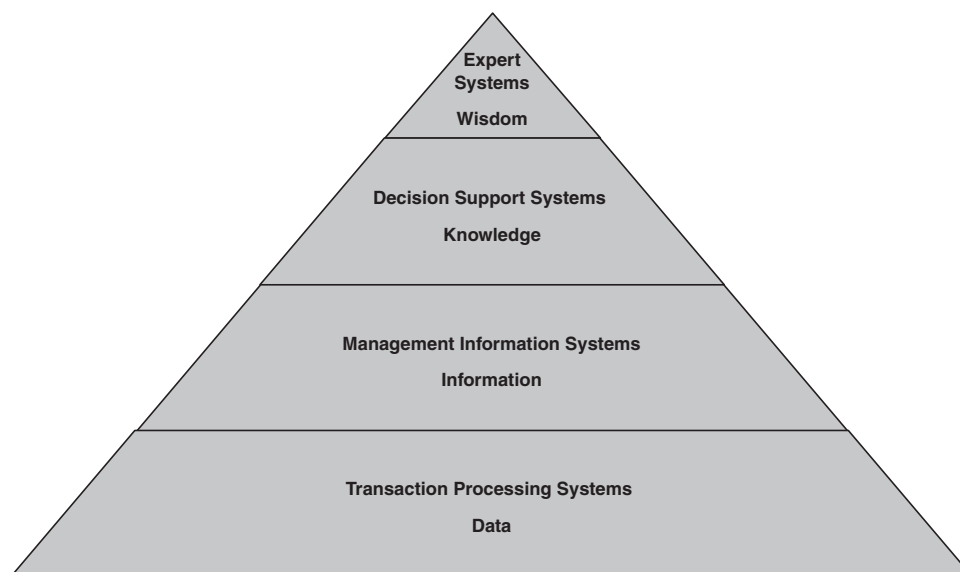 Expert
Systems
Wisdom
Decision Support Systems
Knowledge
Management Information Systems
Information
Transaction Processing Systems
Data